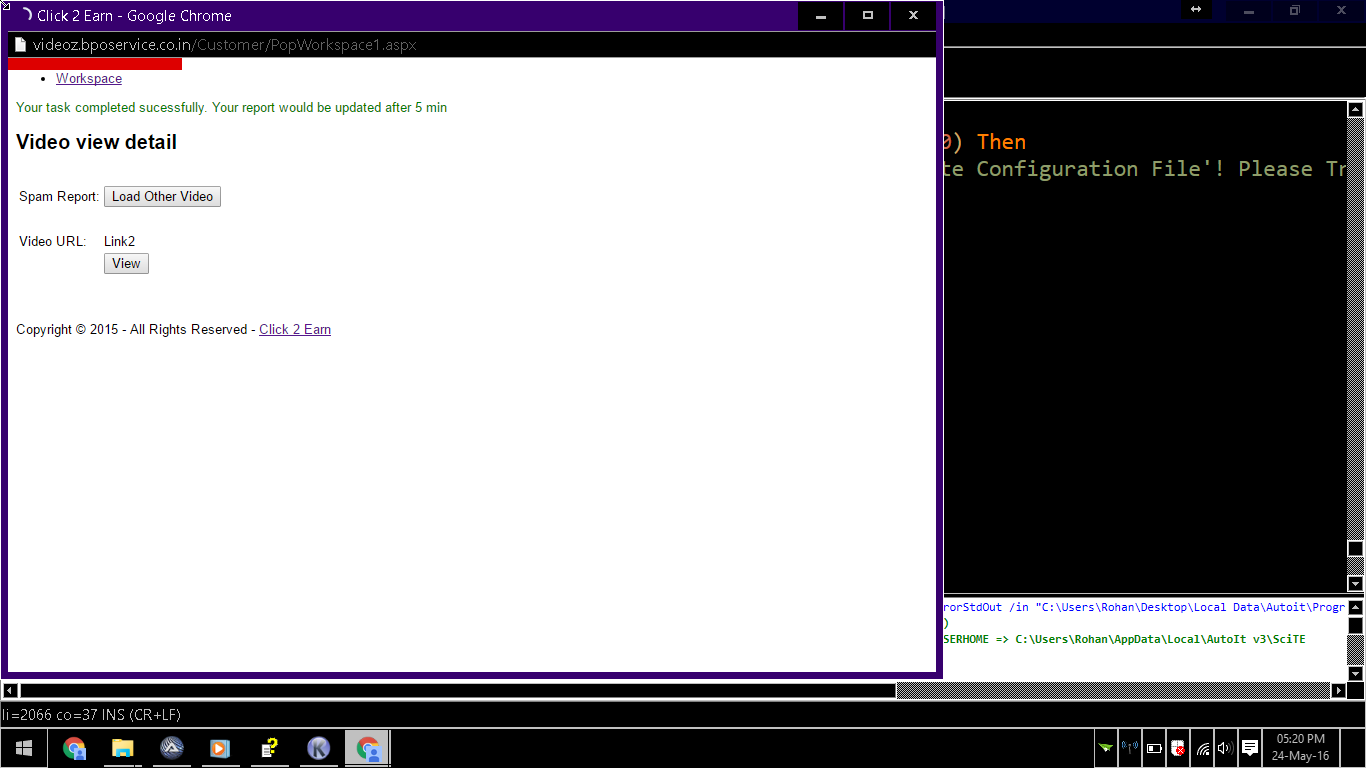 Click 2 Earn - Google Chrome
videoz.bposervice.co.in/Customer/PopWorkspace1.aspx
Workspace
Your task completed sucessfully. Your report would be updated after 5 min
Video view detail
Spam Report: Load Other Video
Video URL: Link2
View
Copyright © 2015 - All Rights Reserved - Click 2 Earn
0) Then
te Configuration File'! Please Tr
rorStdOut /in "C:\Users\Rohan\Desktop\Local Data\Autoit\Progr
)
SERHOME => C:\Users\Rohan\AppData\Local\AutoIt v3\SciTE
li=2066 co=37 INS (CR+LF)
05:20 PM
24-May-16